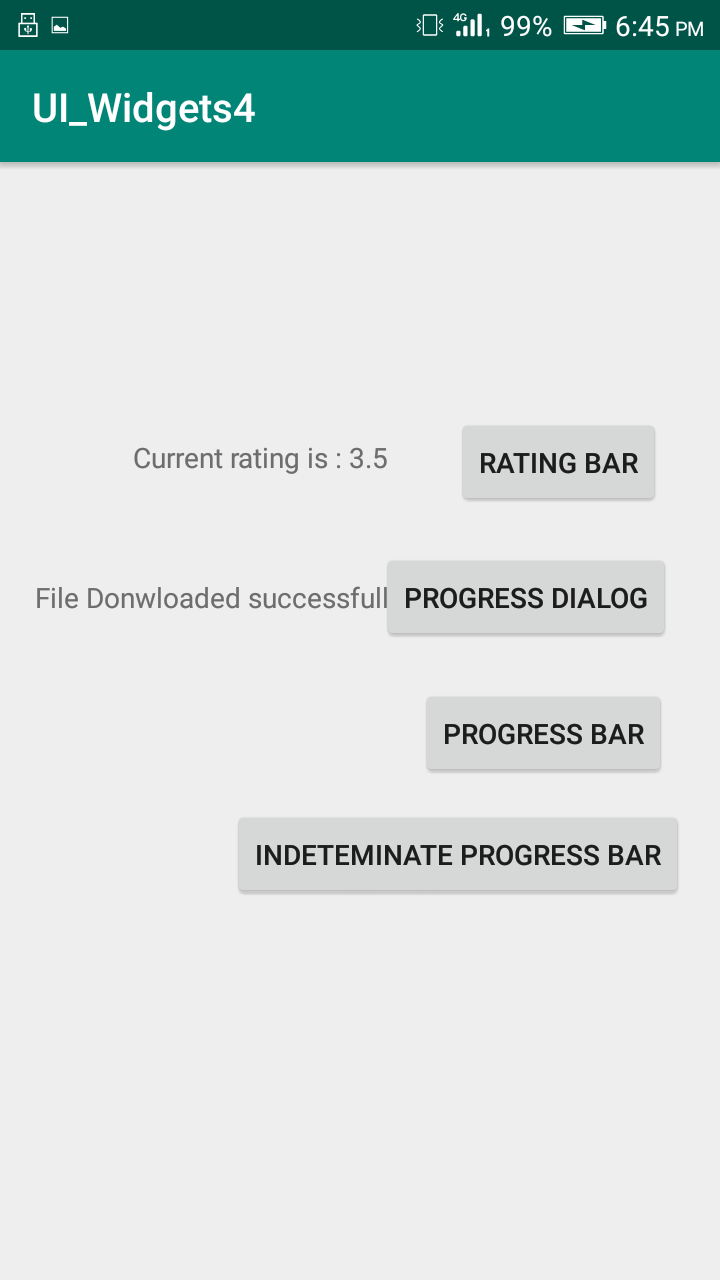 4G 1 99% 6:45 PM
UI_Widgets4
Current rating is : 3.5 RATING BAR
File Donwloaded successfull PROGRESS DIALOG
PROGRESS BAR
INDETEMINATE PROGRESS BAR